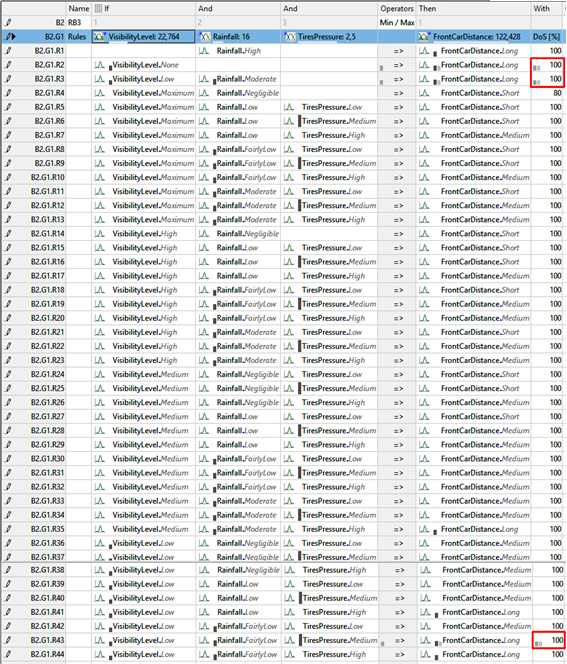 Name If And And Operators Then With
B2 RB3 1 2 3 Min / Max 1
B2.G1 Rules VisibilityLevel: 22,764 Rainfall: 16 TiresPressure: 2,5 FrontCarDistance: 122,428 DoS [%]
B2.G1.R1 Rainfall.High => FrontCarDistance.Long 100
B2.G1.R2 VisibilityLevel.None => FrontCarDistance.Long 100
B2.G1.R3 VisibilityLevel.Low Rainfall.Moderate => FrontCarDistance.Long 100
B2.G1.R4 VisibilityLevel.Maximum Rainfall.Negligible => FrontCarDistance.Short 80
B2.G1.R5 VisibilityLevel.Maximum Rainfall.Low TiresPressure.Low => FrontCarDistance.Short 100
B2.G1.R6 VisibilityLevel.Maximum Rainfall.Low TiresPressure.Medium => FrontCarDistance.Short 100
B2.G1.R7 VisibilityLevel.Maximum Rainfall.Low TiresPressure.High => FrontCarDistance.Medium 100
B2.G1.R8 VisibilityLevel.Maximum Rainfall.FairlyLow TiresPressure.Low => FrontCarDistance.Short 100
B2.G1.R9 VisibilityLevel.Maximum Rainfall.FairlyLow TiresPressure.Medium => FrontCarDistance.Short 100
B2.G1.R10 VisibilityLevel.Maximum Rainfall.FairlyLow TiresPressure.High => FrontCarDistance.Medium 100
B2.G1.R11 VisibilityLevel.Maximum Rainfall.Moderate TiresPressure.Low => FrontCarDistance.Short 100
B2.G1.R12 VisibilityLevel.Maximum Rainfall.Moderate TiresPressure.Medium => FrontCarDistance.Short 100
B2.G1.R13 VisibilityLevel.Maximum Rainfall.Moderate TiresPressure.High => FrontCarDistance.Short 100
B2.G1.R14 VisibilityLevel.High Rainfall.Negligible => FrontCarDistance.Short 100
B2.G1.R15 VisibilityLevel.High Rainfall.Low TiresPressure.Low => FrontCarDistance.Short 100
B2.G1.R16 VisibilityLevel.High Rainfall.Low TiresPressure.Medium => FrontCarDistance.Short 100
B2.G1.R17 VisibilityLevel.High Rainfall.Low TiresPressure.High => FrontCarDistance.Medium 100
B2.G1.R18 VisibilityLevel.High Rainfall.FairlyLow TiresPressure.Low => FrontCarDistance.Medium 100
B2.G1.R19 VisibilityLevel.High Rainfall.FairlyLow TiresPressure.Medium => FrontCarDistance.Medium 100
B2.G1.R20 VisibilityLevel.High Rainfall.FairlyLow TiresPressure.High => FrontCarDistance.Medium 100
B2.G1.R21 VisibilityLevel.High Rainfall.Moderate TiresPressure.Low => FrontCarDistance.Short 100
B2.G1.R22 VisibilityLevel.High Rainfall.Moderate TiresPressure.Medium => FrontCarDistance.Medium 100
B2.G1.R23 VisibilityLevel.High Rainfall.Moderate TiresPressure.High => FrontCarDistance.Medium 100
B2.G1.R24 VisibilityLevel.Medium Rainfall.Negligible TiresPressure.Low => FrontCarDistance.Short 100
B2.G1.R25 VisibilityLevel.Medium Rainfall.Negligible TiresPressure.Medium => FrontCarDistance.Medium 100
B2.G1.R26 VisibilityLevel.Medium Rainfall.Negligible TiresPressure.High => FrontCarDistance.Medium 100
B2.G1.R27 VisibilityLevel.Medium Rainfall.Low TiresPressure.Low => FrontCarDistance.Short 100
B2.G1.R28 VisibilityLevel.Medium Rainfall.Low TiresPressure.Medium => FrontCarDistance.Medium 100
B2.G1.R29 VisibilityLevel.Medium Rainfall.Low TiresPressure.High => FrontCarDistance.Medium 100
B2.G1.R30 VisibilityLevel.Medium Rainfall.FairlyLow TiresPressure.Low => FrontCarDistance.Medium 100
B2.G1.R31 VisibilityLevel.Medium Rainfall.FairlyLow TiresPressure.Medium => FrontCarDistance.Medium 100
B2.G1.R32 VisibilityLevel.Medium Rainfall.FairlyLow TiresPressure.High => FrontCarDistance.Medium 100
B2.G1.R33 VisibilityLevel.Medium Rainfall.Moderate TiresPressure.Low => FrontCarDistance.Medium 100
B2.G1.R34 VisibilityLevel.Medium Rainfall.Moderate TiresPressure.Medium => FrontCarDistance.Medium 100
B2.G1.R35 VisibilityLevel.Medium Rainfall.Moderate TiresPressure.High => FrontCarDistance.Long 100
B2.G1.R36 VisibilityLevel.Low Rainfall.Negligible TiresPressure.Low => FrontCarDistance.Short 100
B2.G1.R37 VisibilityLevel.Low Rainfall.Negligible TiresPressure.Medium => FrontCarDistance.Medium 100
B2.G1.R38 VisibilityLevel.Low Rainfall.Negligible TiresPressure.High => FrontCarDistance.Medium 100
B2.G1.R39 VisibilityLevel.Low Rainfall.Low TiresPressure.Low => FrontCarDistance.Medium 100
B2.G1.R40 VisibilityLevel.Low Rainfall.Low TiresPressure.Medium => FrontCarDistance.Medium 100
B2.G1.R41 VisibilityLevel.Low Rainfall.Low TiresPressure.High => FrontCarDistance.Long 100
B2.G1.R42 VisibilityLevel.Low Rainfall.FairlyLow TiresPressure.Low => FrontCarDistance.Medium 100
B2.G1.R43 VisibilityLevel.Low Rainfall.FairlyLow TiresPressure.Medium => FrontCarDistance.Long 100
B2.G1.R44 VisibilityLevel.Low Rainfall.FairlyLow TiresPressure.High => FrontCarDistance.Long 100